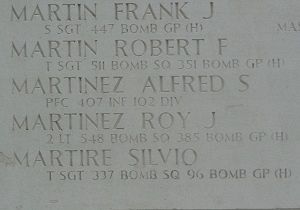 MARTIN FRANK J
S SGT 447 BOMB GP (H)
MARTIN ROBERT F
T SGT 511 BOMB SQ 351 BOMB GP (H)
MARTINEZ ALFRED S
PFC 407 INF 102 DIV
MARTINEZ ROY J
2 LT 548 BOMB SQ 385 BOMB GP (H)
MARTIRE SILVIO
T SGT 337 BOMB SQ 96 BOMB GP (H)